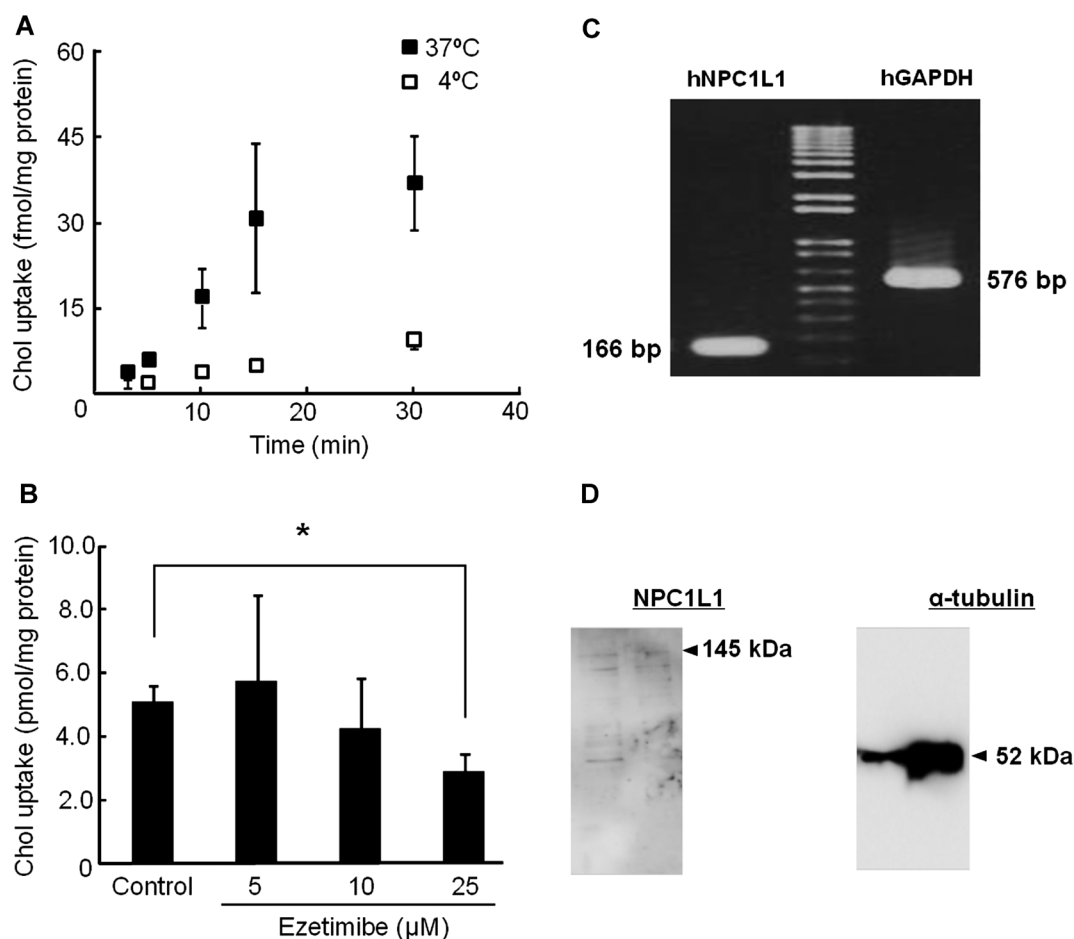 A
60
45
30
15
0
10
20
30
40
Chol uptake (fmol/mg protein)
Time (min)
37ºC
4ºC
B
10.0
8.0
6.0
4.0
2.0
0
Chol uptake (pmol/mg protein)
*
Control
5
10
25
Ezetimibe (µM)
C
hNPC1L1
hGAPDH
576 bp
166 bp
D
NPC1L1
α-tubulin
145 kDa
52 kDa